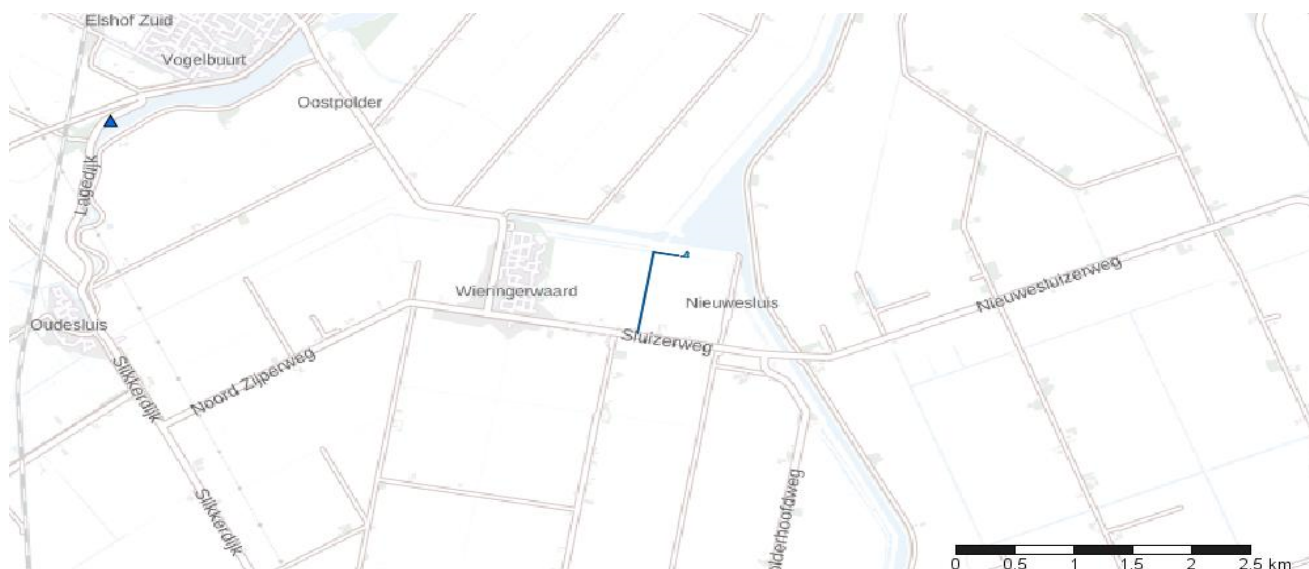 Elshof Zuid
Vogelbuurt
Oostpolder
Lagedijk
Wieringerwaard
Nieuwesluis
Nieuwesluizerweg
Oudesluis
Sluizerweg
Noord Zijperweg
Slikkerdijk
Slikkerdijk
olderhoofdweg
0 0.5 1 1.5 2 2.5 km